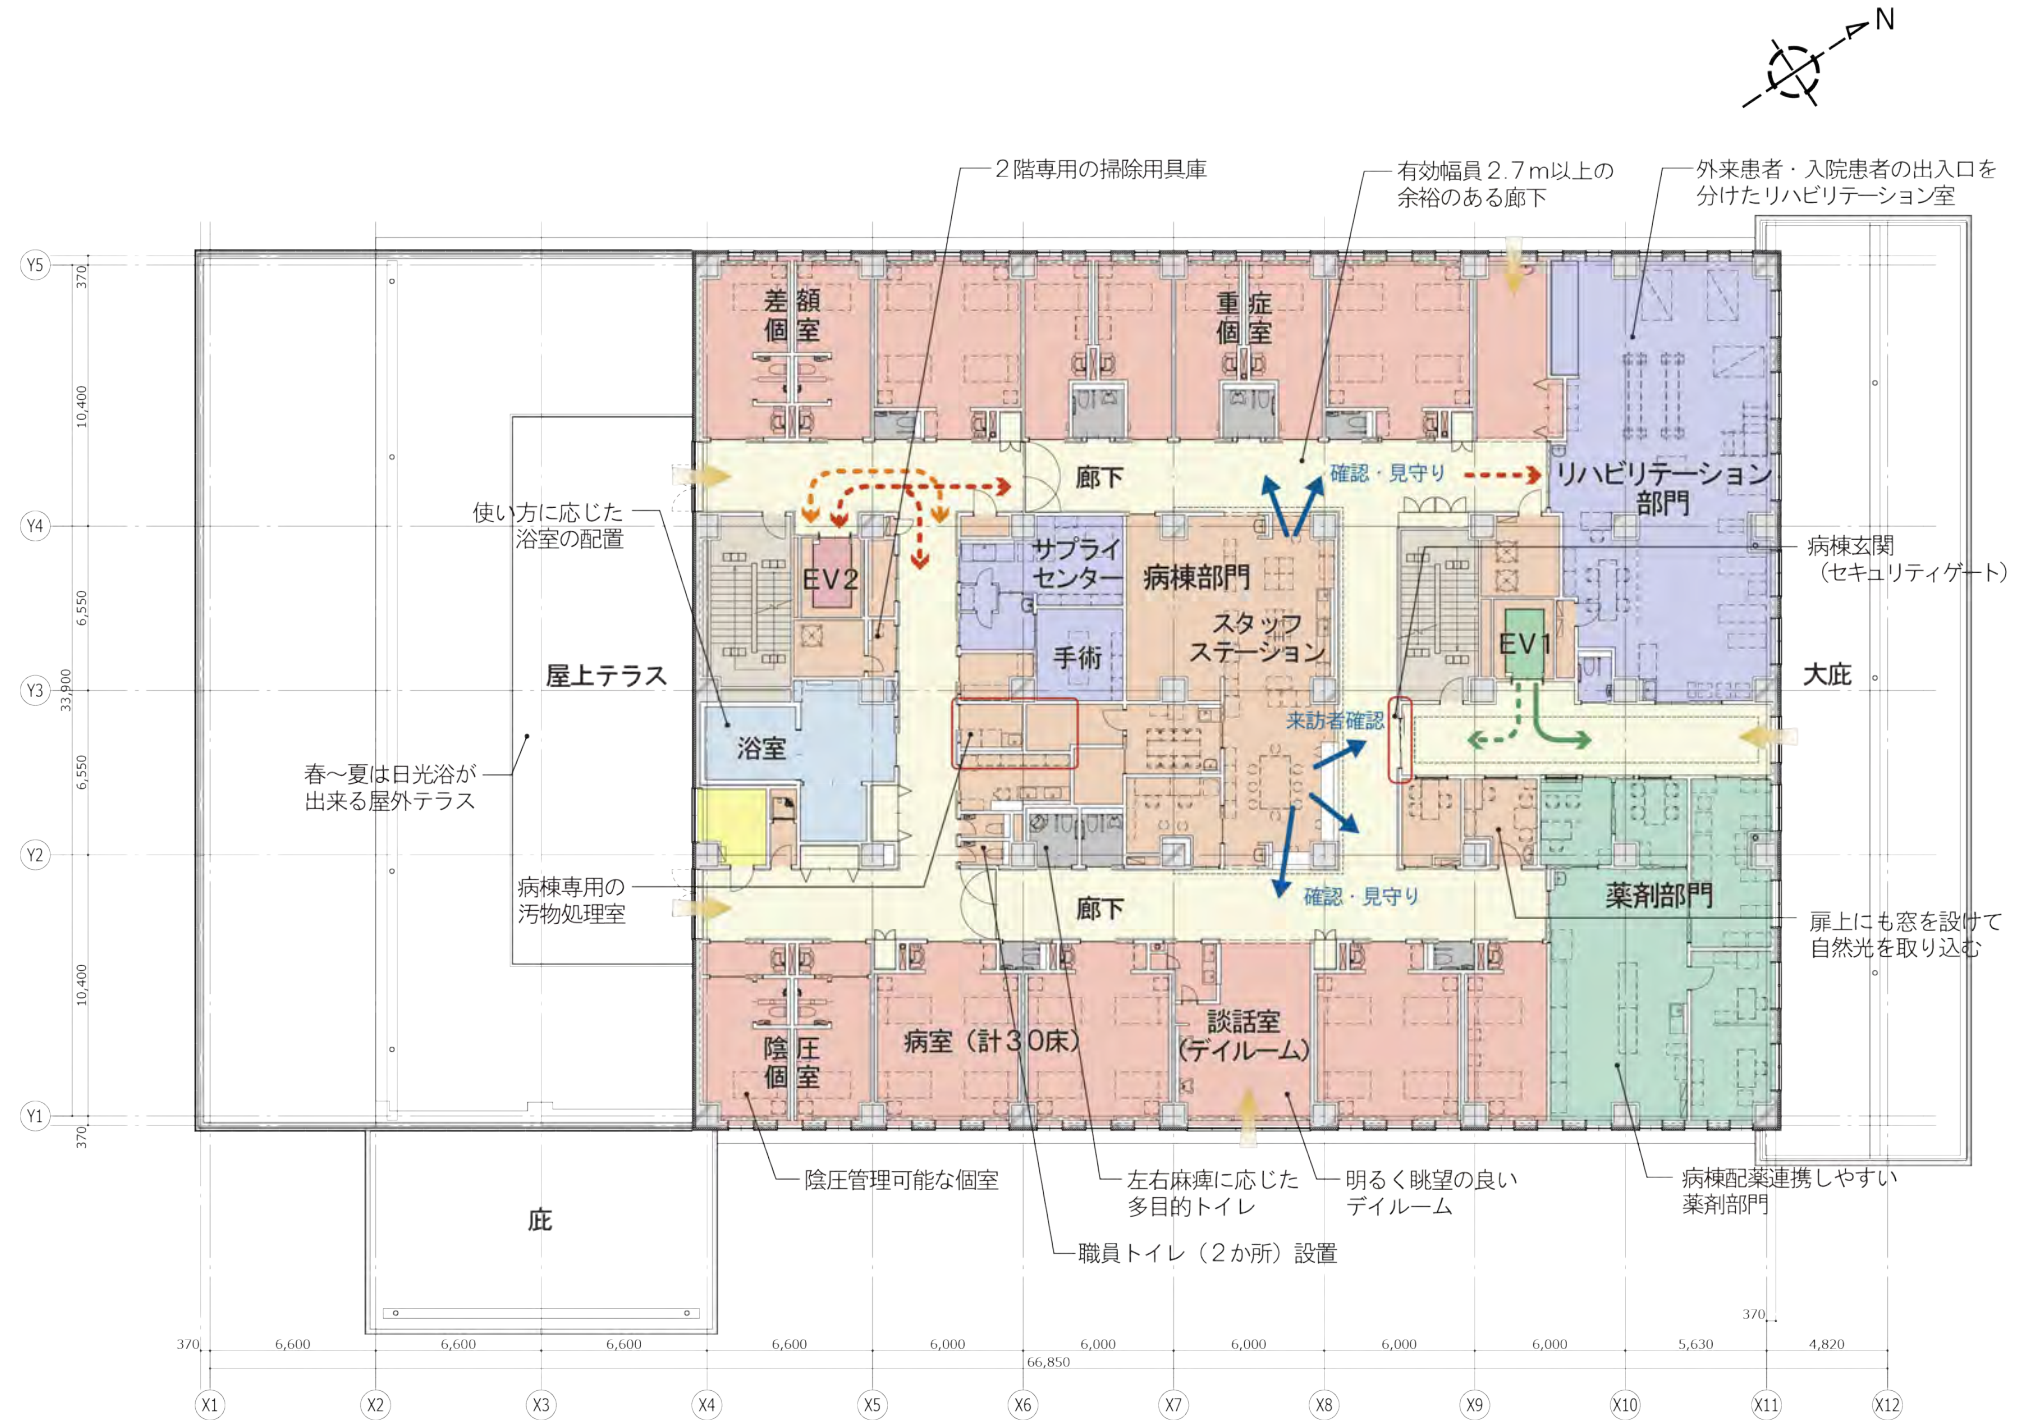 N
2階専用の掃除用具庫
有効幅員2.7m以上の
余裕のある廊下
外来患者・入院患者の出入口を
分けたリハビリテーション室
Y5
370
10,400
Y4
6,550
Y3
33,900
6,550
Y2
10,400
Y1
370
差額
個室
重症
個室
廊下
確認・見守り
リハビリテーション
部門
使い方に応じた
浴室の配置
EV2
サプライ
センター
病棟部門
スタッフ
ステーション
手術
EV1
病棟玄関
(セキュリティゲート)
屋上テラス
大庇
来訪者確認
浴室
春~夏は日光浴が
出来る屋外テラス
病棟専用の
汚物処理室
廊下
確認・見守り
薬剤部門
扉上にも窓を設けて
自然光を取り込む
陰圧
個室
病室(計30床)
談話室
(デイルーム)
陰圧管理可能な個室
左右麻痺に応じた
多目的トイレ
明るく眺望の良い
デイルーム
病棟配薬連携しやすい
薬剤部門
庇
職員トイレ(2か所)設置
370
370
6,600
6,600
6,600
6,600
6,000
6,000
6,000
6,000
6,000
5,630
4,820
66,850
X1
X2
X3
X4
X5
X6
X7
X8
X9
X10
X11
X12